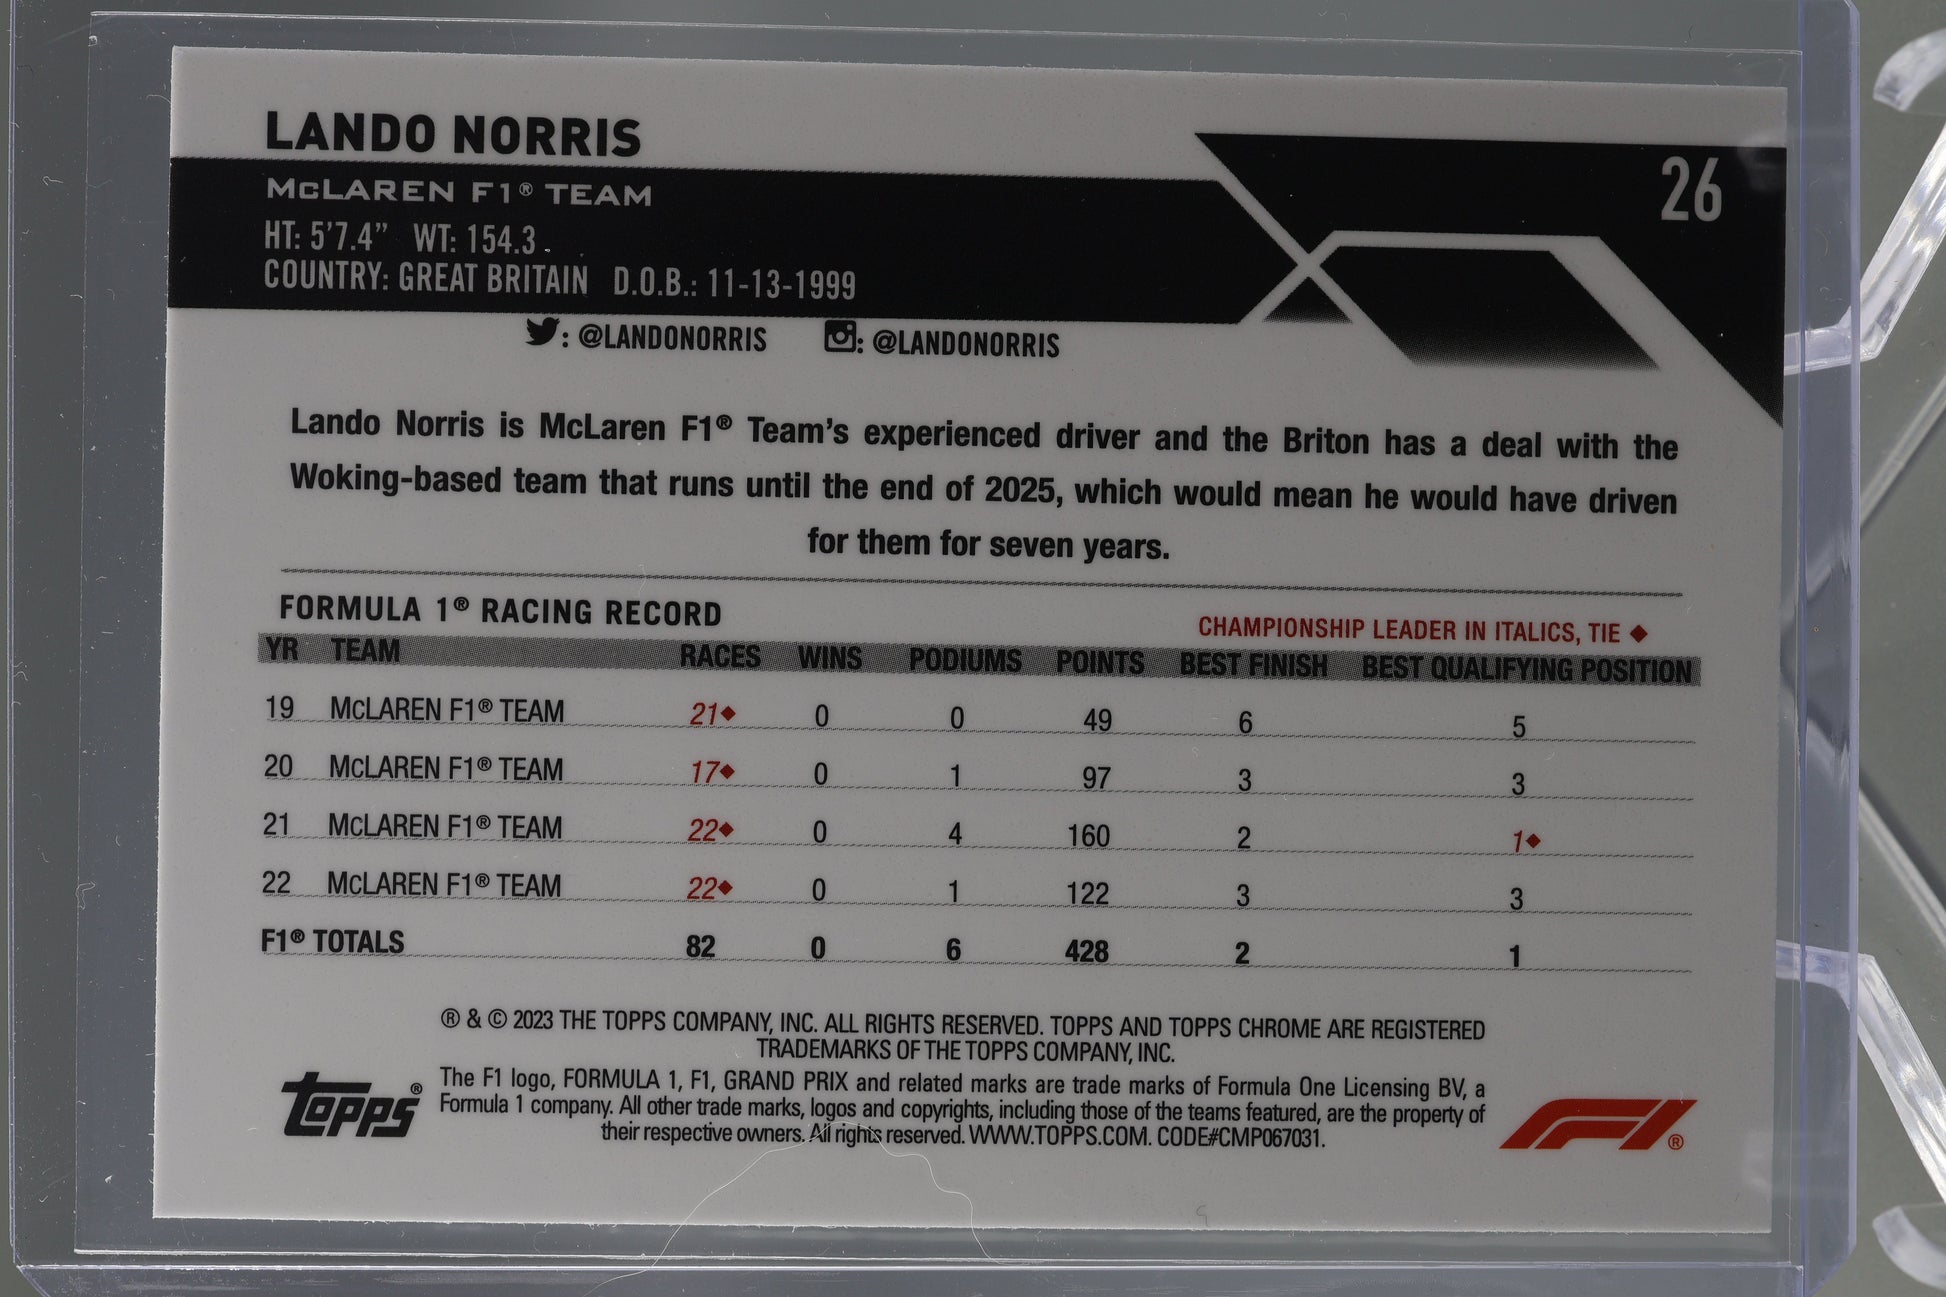 LANDO NORRIS
26
McLAREN F1® TEAM
HT: 5'7.4” WT: 154.3
COUNTRY: GREAT BRITAIN D.O.B.: 11-13-1999
: @LANDONORRIS : @LANDONORRIS
Lando Norris is McLaren F1® Team's experienced driver and the Briton has a deal with the
Woking-based team that runs until the end of 2025, which would mean he would have driven
for them for seven years.
FORMULA 1® RACING RECORD
CHAMPIONSHIP LEADER IN ITALICS, TIE ◆
YR TEAM RACES WINS PODIUMS POINTS BEST FINISH BEST QUALIFYING POSITION
19 McLAREN F1® TEAM 21◆ 0 0 49 6 5
20 McLAREN F1® TEAM 17◆ 0 1 97 3 3
21 McLAREN F1® TEAM 22◆ 0 4 160 2 1◆
22 McLAREN F1® TEAM 22◆ 0 1 122 3 3
F1® TOTALS 82 0 6 428 2 1
® & © 2023 THE TOPPS COMPANY, INC. ALL RIGHTS RESERVED. TOPPS AND TOPPS CHROME ARE REGISTERED
TRADEMARKS OF THE TOPPS COMPANY, INC.
The F1 logo, FORMULA 1, F1, GRAND PRIX and related marks are trade marks of Formula One Licensing BV, a
Formula 1 company. All other trade marks, logos and copyrights, including those of the teams featured, are the property of
their respective owners. All rights reserved. WWW.TOPPS.COM. CODE#CMP067031.
Topps®
F1®